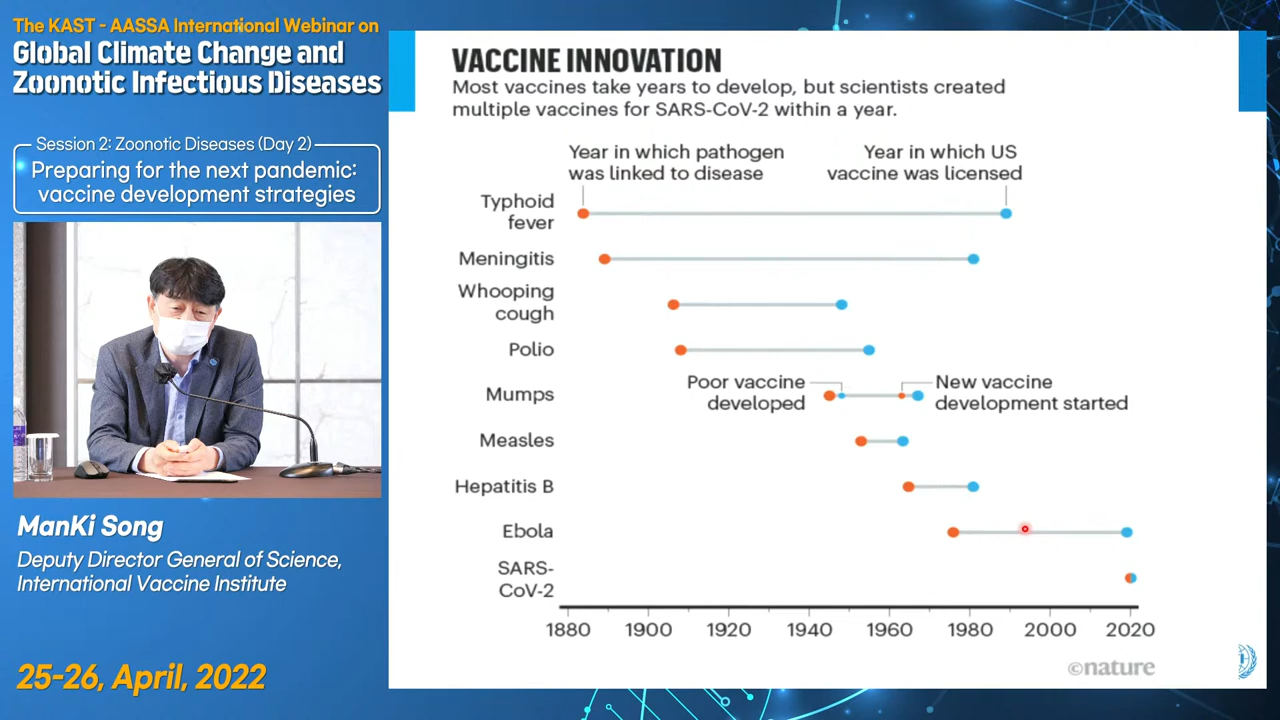 The KAST - AASSA International Webinar on
Global Climate Change and
Zoonotic Infectious Diseases
Session 2: Zoonotic Diseases (Day 2)
Preparing for the next pandemic:
vaccine development strategies
ManKi Song
Deputy Director General of Science,
International Vaccine Institute
25-26, April, 2022
VACCINE INNOVATION
Most vaccines take years to develop, but scientists created
multiple vaccines for SARS-CoV-2 within a year.
Year in which pathogen
was linked to disease
Year in which US
vaccine was licensed
Typhoid
fever
Meningitis
Whooping
cough
Polio
Mumps
Poor vaccine
developed
New vaccine
development started
Measles
Hepatitis B
Ebola
SARS-
CoV-2
1880 1900 1920 1940 1960 1980 2000 2020
©nature